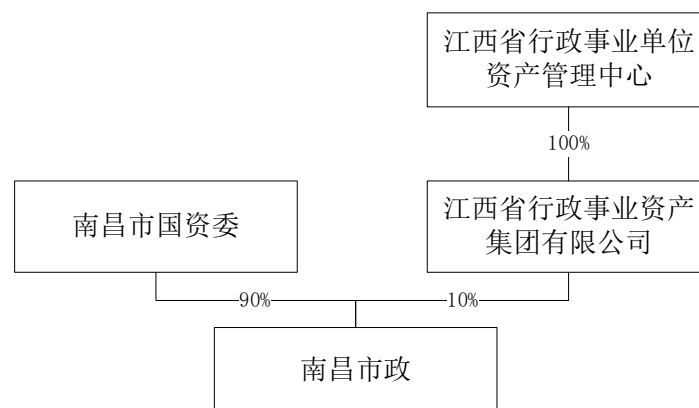 江西省行政事业单位
资产管理中心
100%
南昌市国资委
江西省行政事业资产
集团有限公司
90%
10%
南昌市政